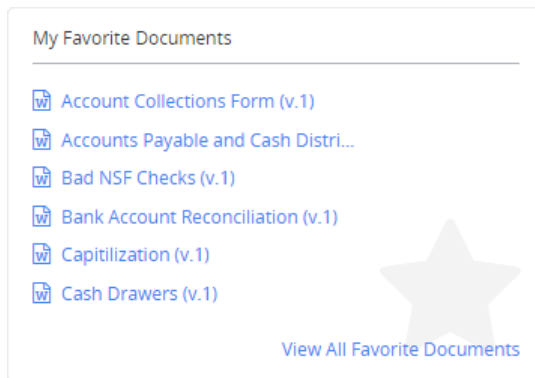 My Favorite Documents
Account Collections Form (v.1)
Accounts Payable and Cash Distri...
Bad NSF Checks (v.1)
Bank Account Reconciliation (v.1)
Capitilization (v.1)
Cash Drawers (v.1)
View All Favorite Documents